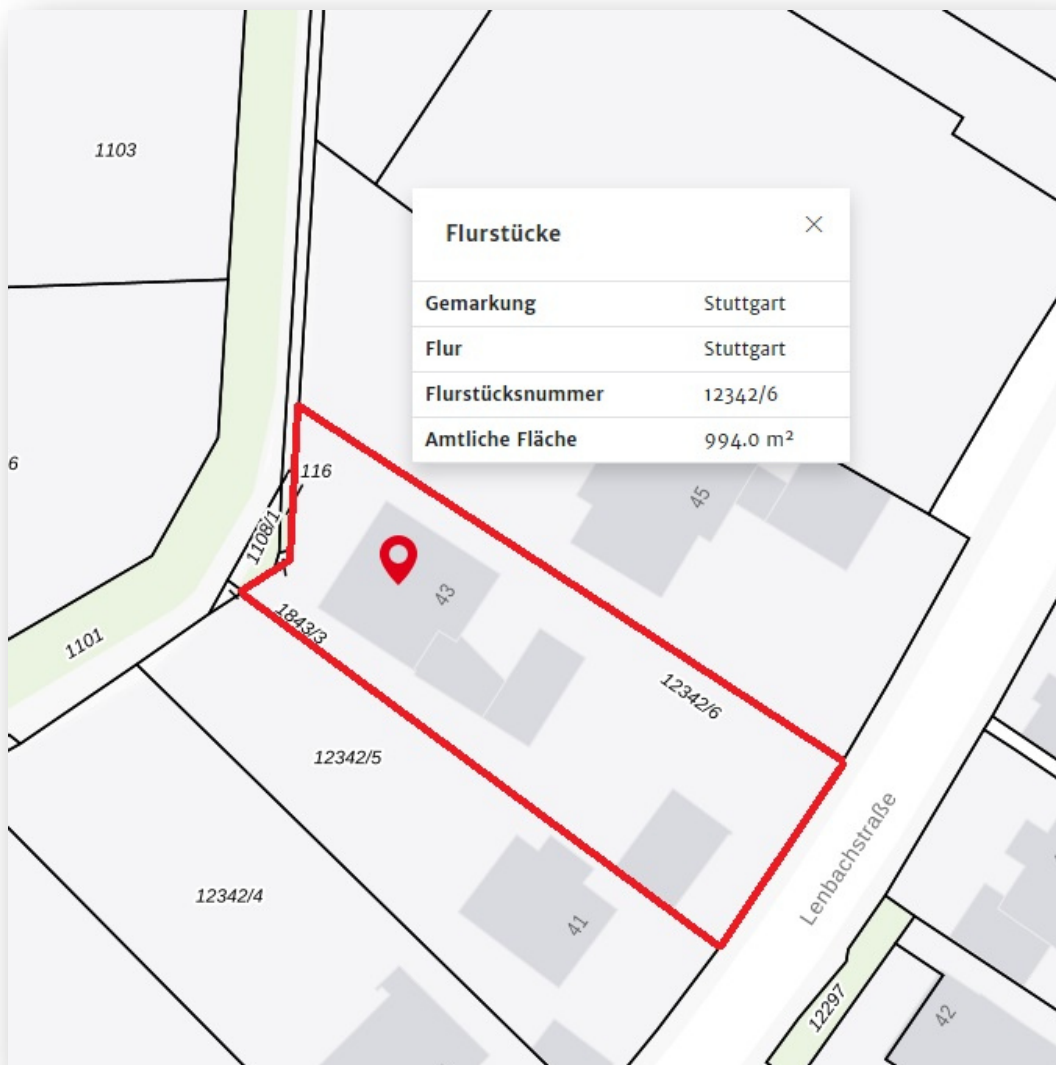 1103
Flurstücke
Gemarkung Stuttgart
Flur Stuttgart
Flurstücksnummer 12342/6
Amtliche Fläche 994.0 m²
6
116
45
1108/1
43
1843/3
1101
12342/6
12342/5
Lenbachstraße
12342/4
41
12297
42